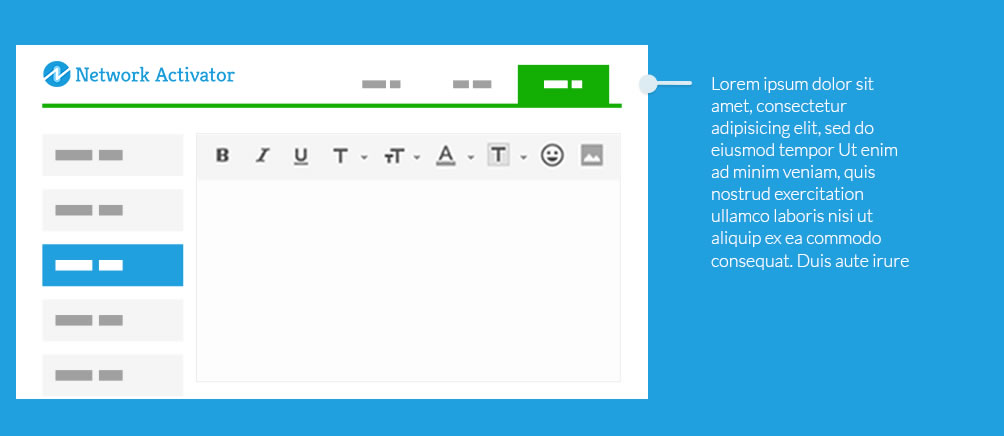 Network Activator
B I U T TT A T
Lorem ipsum dolor sit
amet, consectetur
adipisicing elit, sed do
eiusmod tempor Ut enim
ad minim veniam, quis
nostrud exercitation
ullamco laboris nisi ut
aliquip ex ea commodo
consequat. Duis aute irure